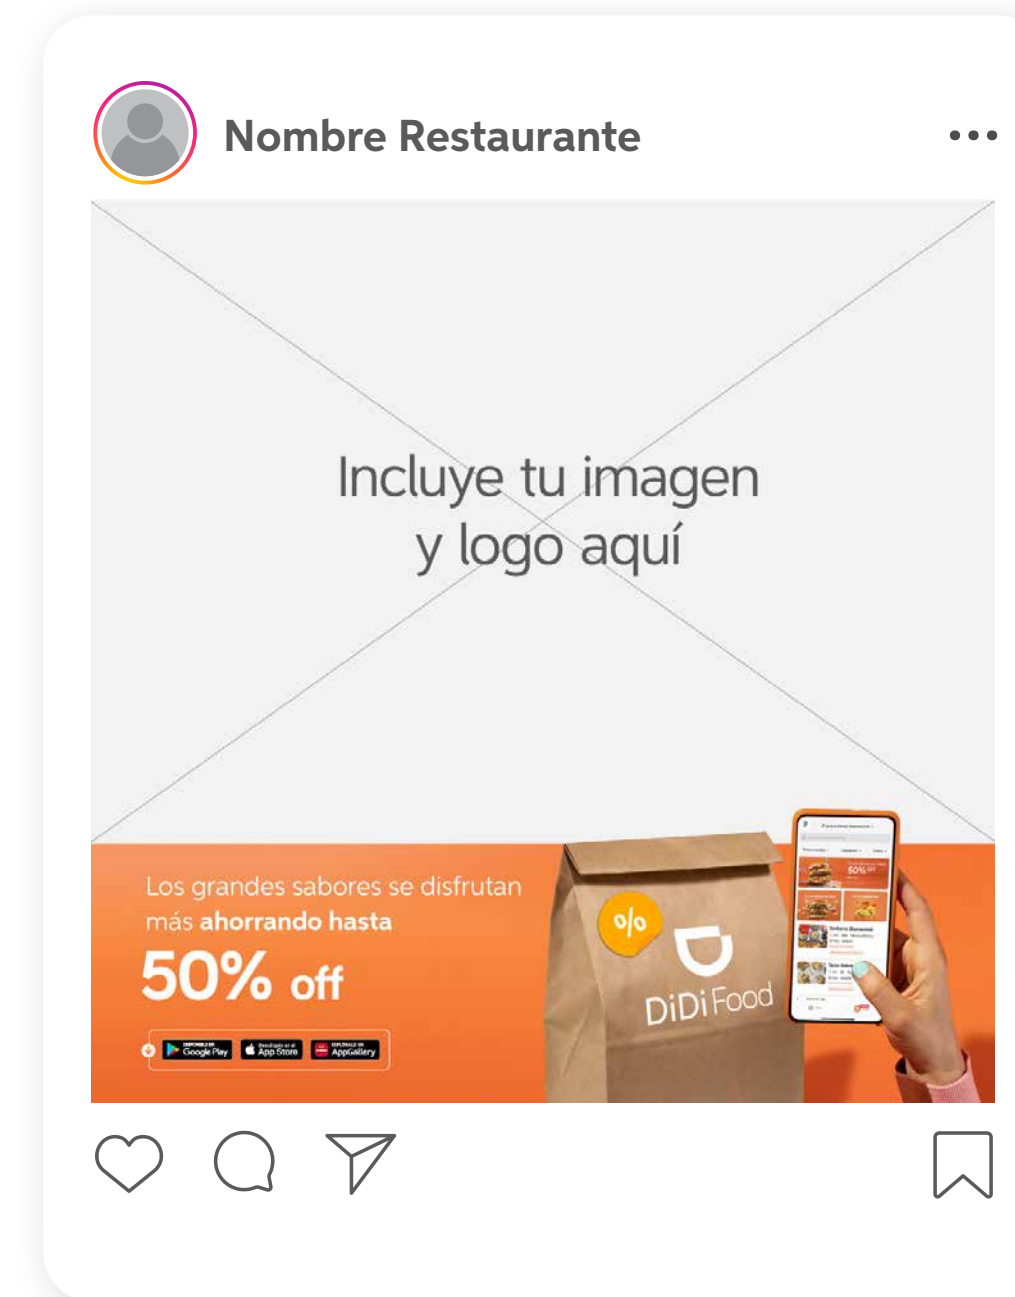 Nombre Restaurante
Incluye tu imagen
y logo aquí
Los grandes sabores se disfrutan
más ahorrando hasta
50% off
Google Play
App Store
AppGallery
%
DiDi Food
50% off